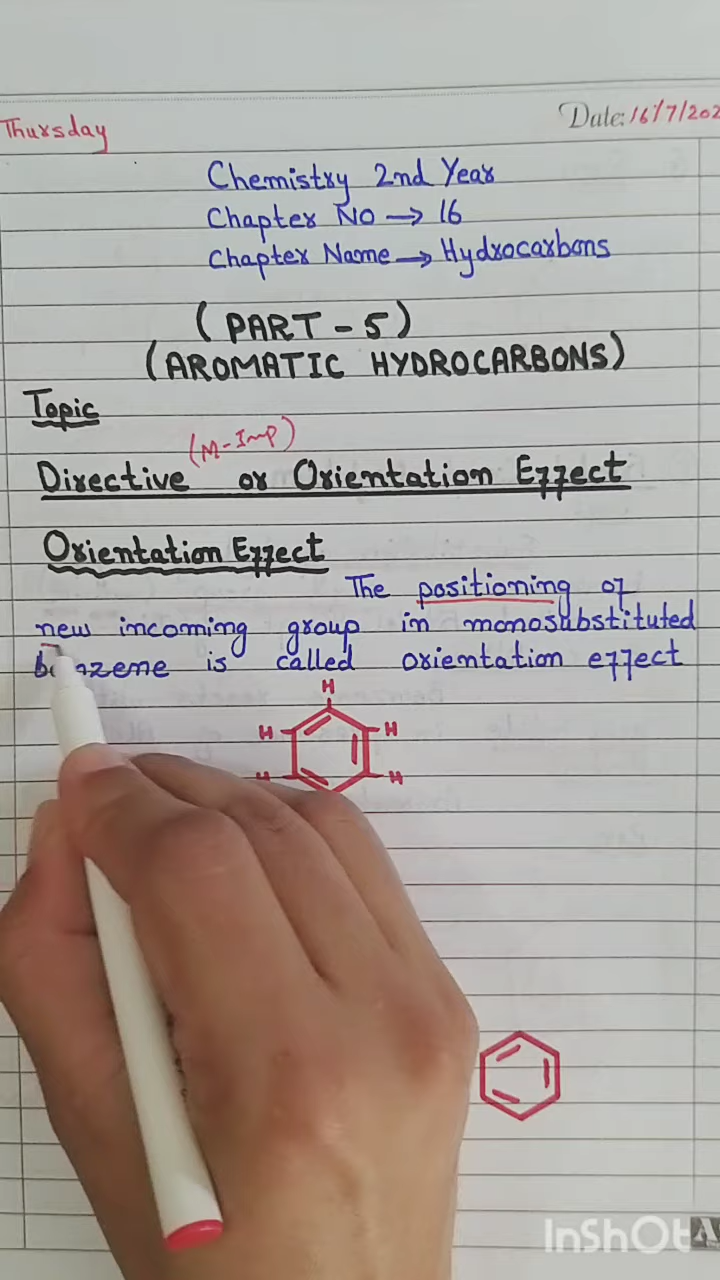 Thursday
Date: 16/7/202
Chemistry 2nd Year
Chapter No → 16
Chapter Name → Hydrocarbons
(PART - 5)
(AROMATIC HYDROCARBONS)
Topic
(M-Imp)
Directive or Orientation Effect
Orientation Effect
The positioning of
new incoming group in monosubstituted
benzene is called orientation effect
H
H H
H H
InShOt